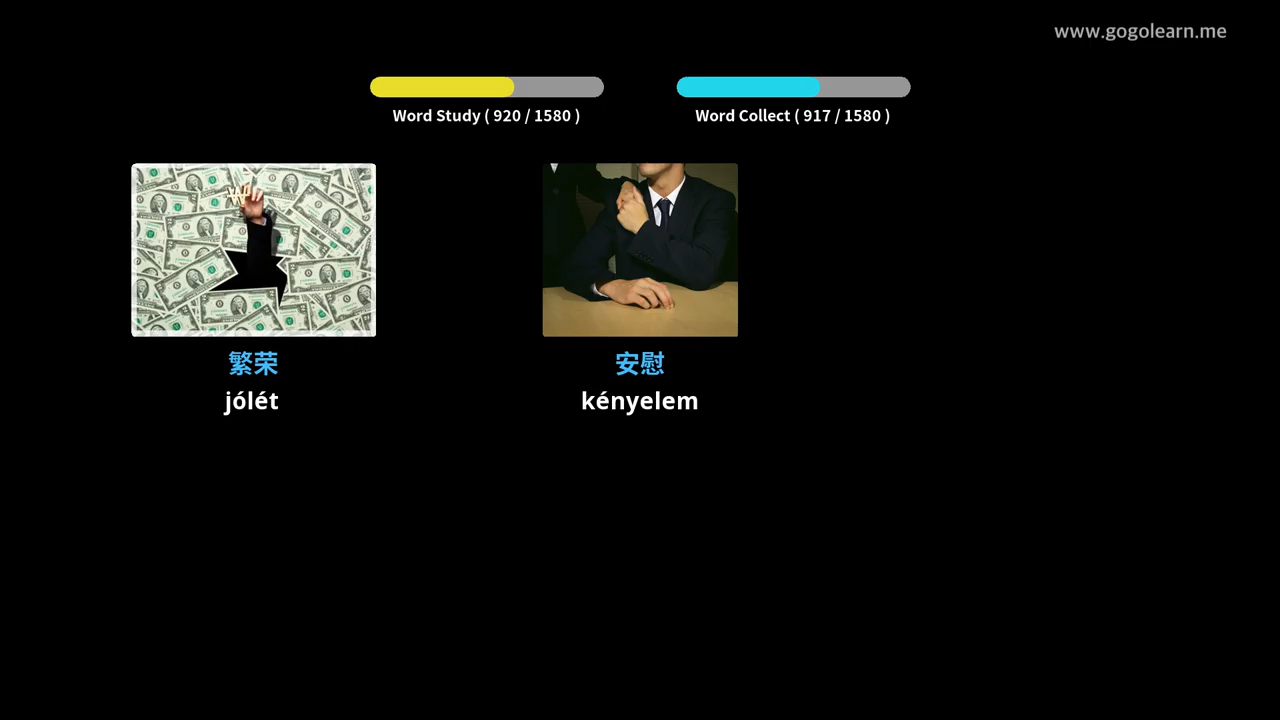 www.gogolearn.me
Word Study ( 920 / 1580 )
Word Collect ( 917 / 1580 )
繁荣
jólét
安慰
kényelem